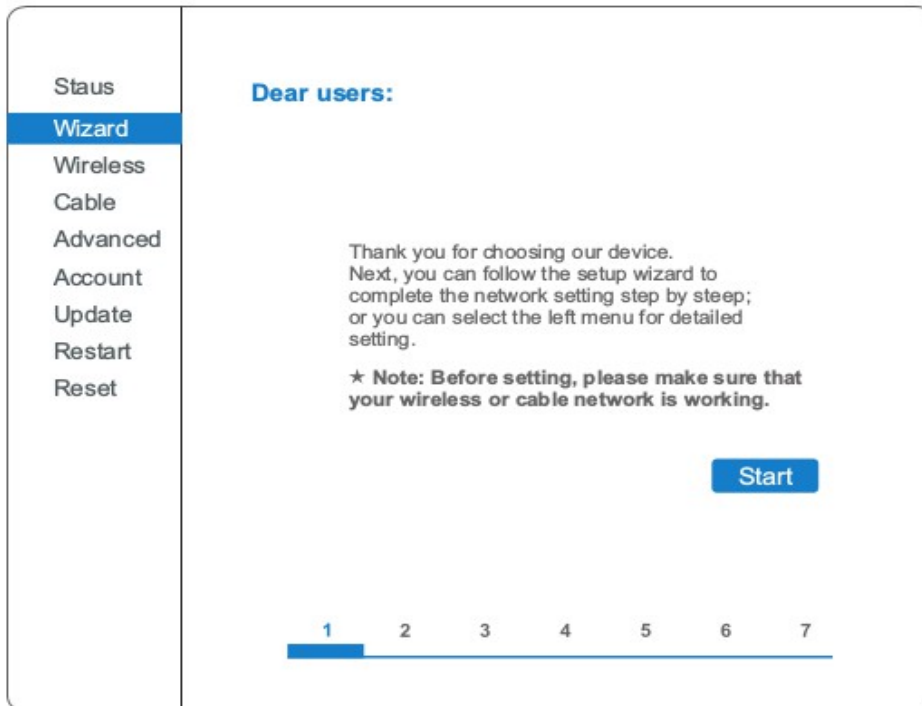 Staus
Wizard
Wireless
Cable
Advanced
Account
Update
Restart
Reset
Dear users:
Thank you for choosing our device.
Next, you can follow the setup wizard to
complete the network setting step by steep;
or you can select the left menu for detailed
setting.
★ Note: Before setting, please make sure that
your wireless or cable network is working.
Start
1 2 3 4 5 6 7